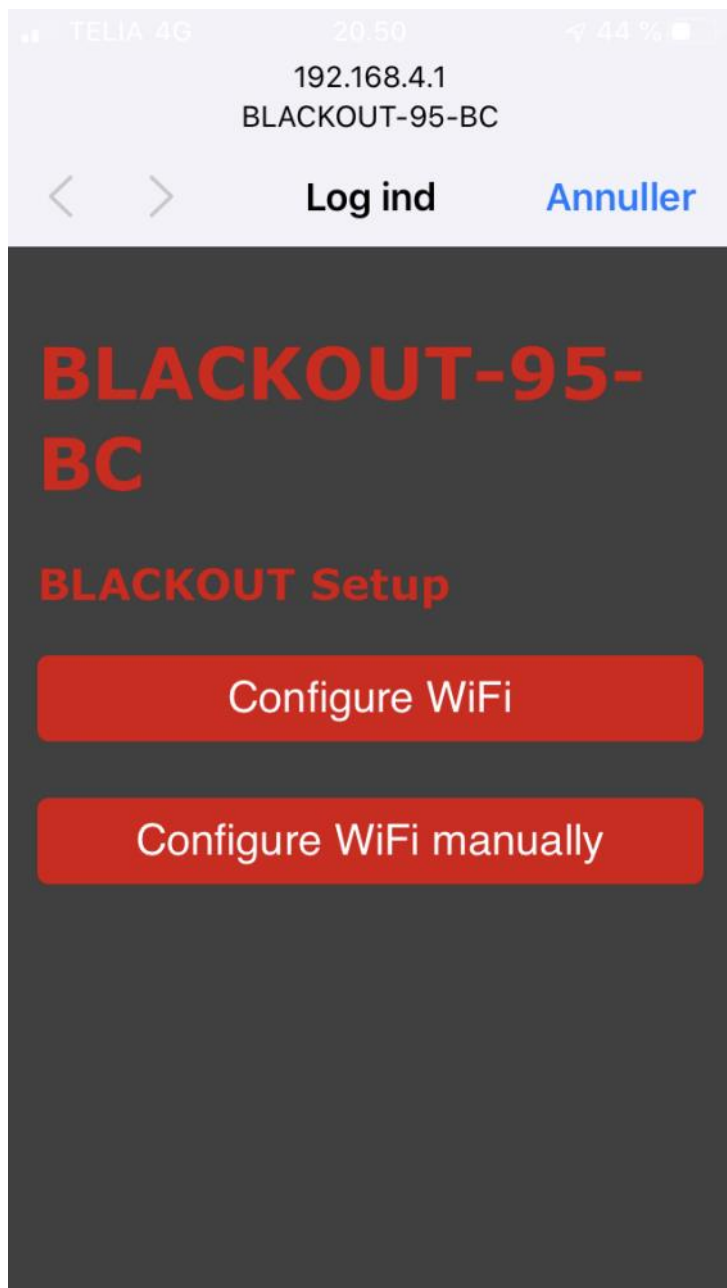 TELIA 4G 20.50 44 %
192.168.4.1
BLACKOUT-95-BC
Log ind Annuller
BLACKOUT-95-
BC
BLACKOUT Setup
Configure WiFi
Configure WiFi manually